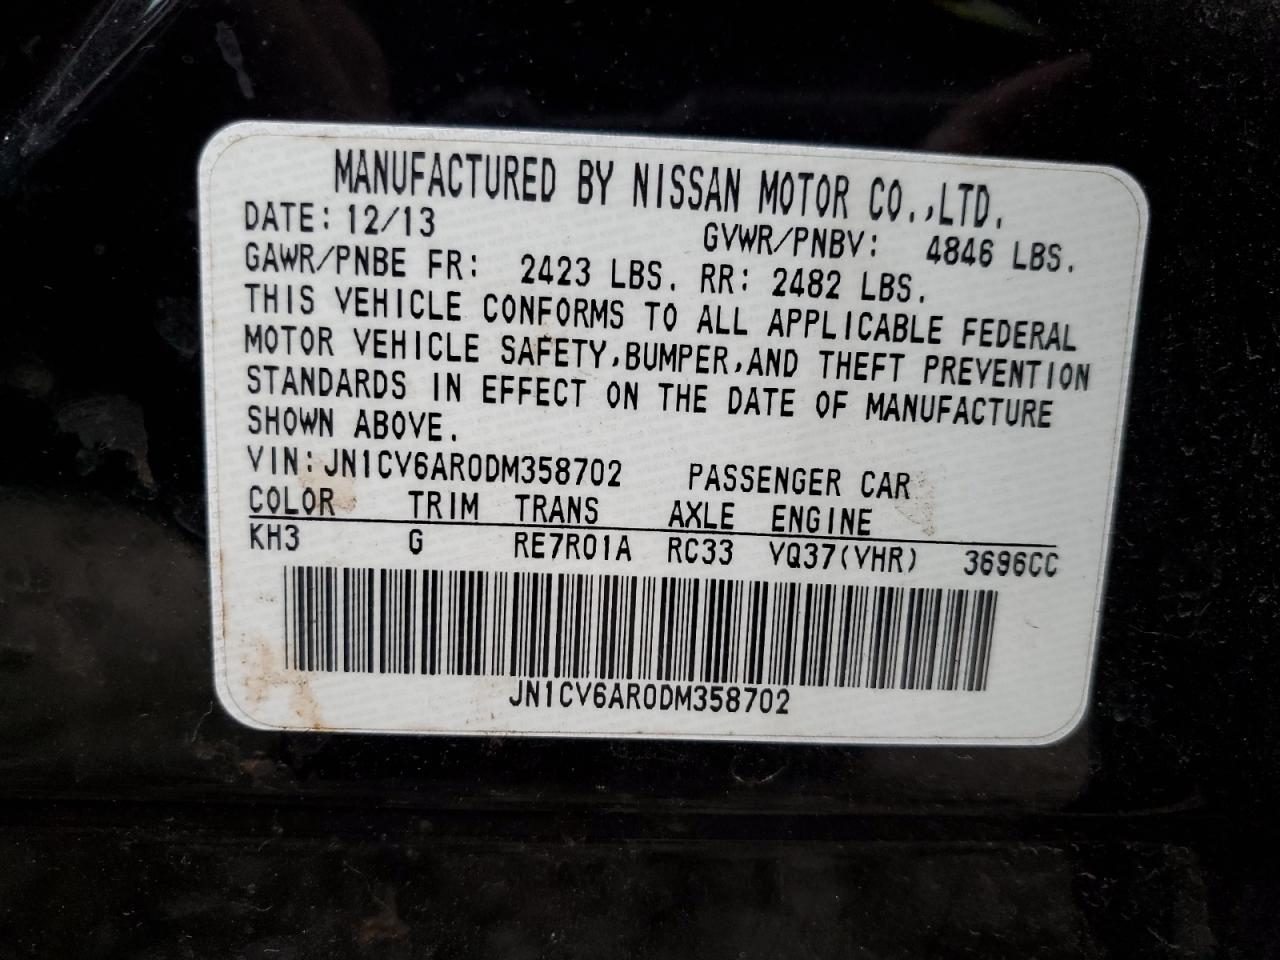 MANUFACTURED BY NISSAN MOTOR CO.,LTD.
DATE: 12/13 GVWR/PNBV: 4846 LBS.
GAWR/PNBE FR: 2423 LBS. RR: 2482 LBS.
THIS VEHICLE CONFORMS TO ALL APPLICABLE FEDERAL
MOTOR VEHICLE SAFETY,BUMPER,AND THEFT PREVENTION
STANDARDS IN EFFECT ON THE DATE OF MANUFACTURE
SHOWN ABOVE.
VIN:JN1CV6AR0DM358702 PASSENGER CAR
COLOR TRIM TRANS AXLE ENGINE
KH3 G RE7R01A RC33 VQ37(VHR) 3696CC
JN1CV6AR0DM358702